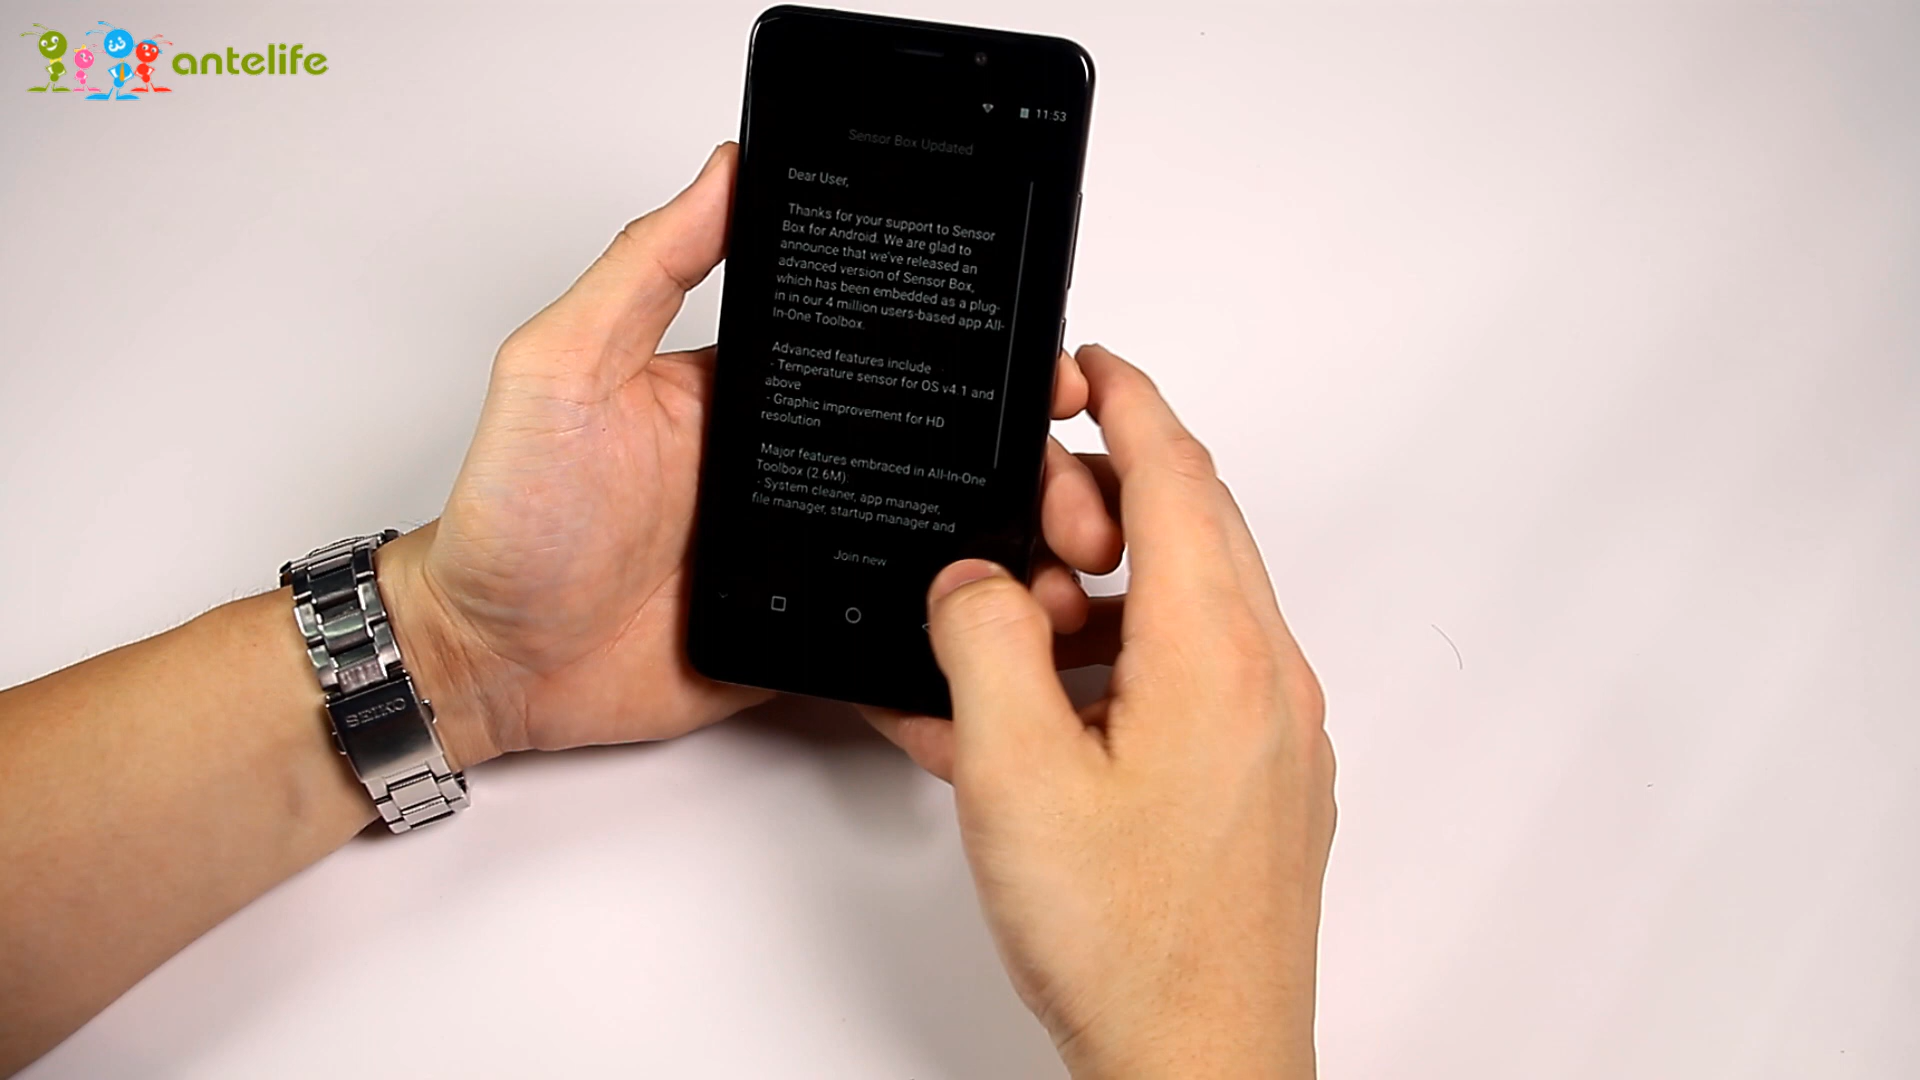 antelife
11:53
Sensor Box Updated
Dear User,
Thanks for your support to Sensor
Box for Android. We are glad to
announce that we've released an
advanced version of Sensor Box,
which has been embedded as a plug-
in in our 4 million users-based app All-
In-One Toolbox.
Advanced features include
- Temperature sensor for OS v4.1 and
above
- Graphic improvement for HD
resolution
Major features embraced in All-In-One
Toolbox (2.6M):
- System cleaner, app manager,
file manager, startup manager and
Join new
SEIKO